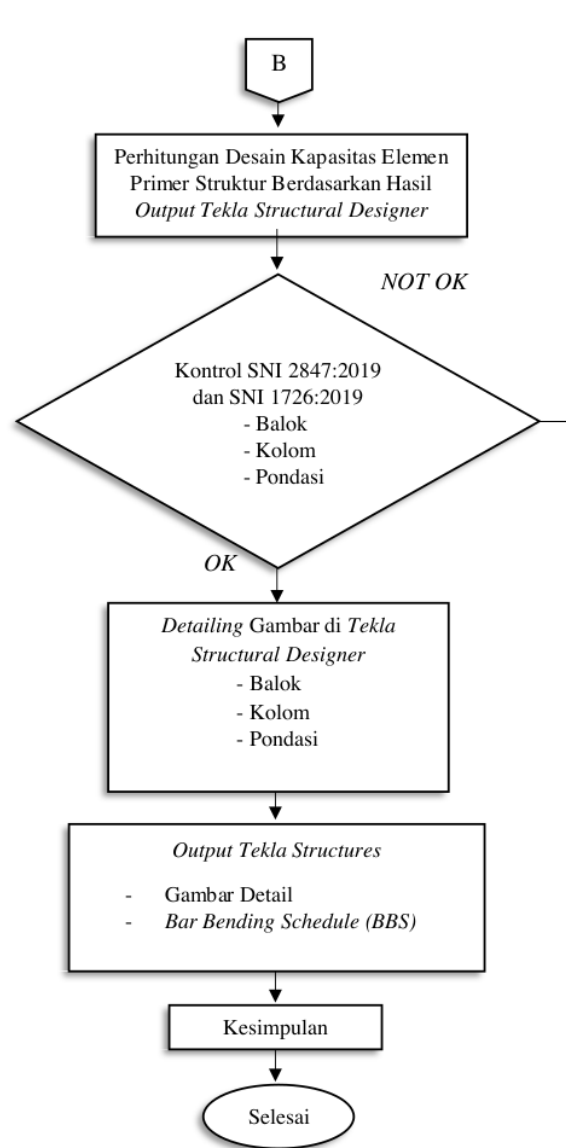 B
Perhitungan Desain Kapasitas Elemen
Primer Struktur Berdasarkan Hasil
Output Tekla Structural Designer
NOT OK
Kontrol SNI 2847:2019
dan SNI 1726:2019
- Balok
- Kolom
- Pondasi
OK
Detailing Gambar di Tekla
Structural Designer
- Balok
- Kolom
- Pondasi
Output Tekla Structures
- Gambar Detail
- Bar Bending Schedule (BBS)
Kesimpulan
Selesai